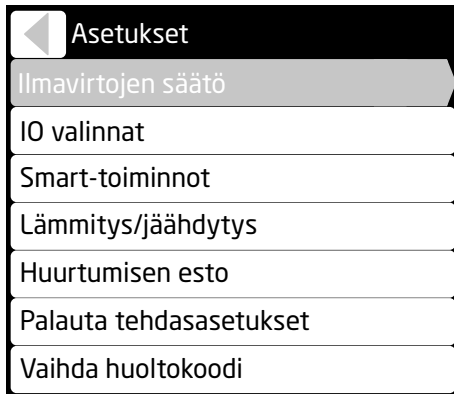 Asetukset
Ilmavirtojen säätö
IO valinnat
Smart-toiminnot
Lämmitys/jäähdytys
Huurtumisen esto
Palauta tehdasasetukset
Vaihda huoltokoodi